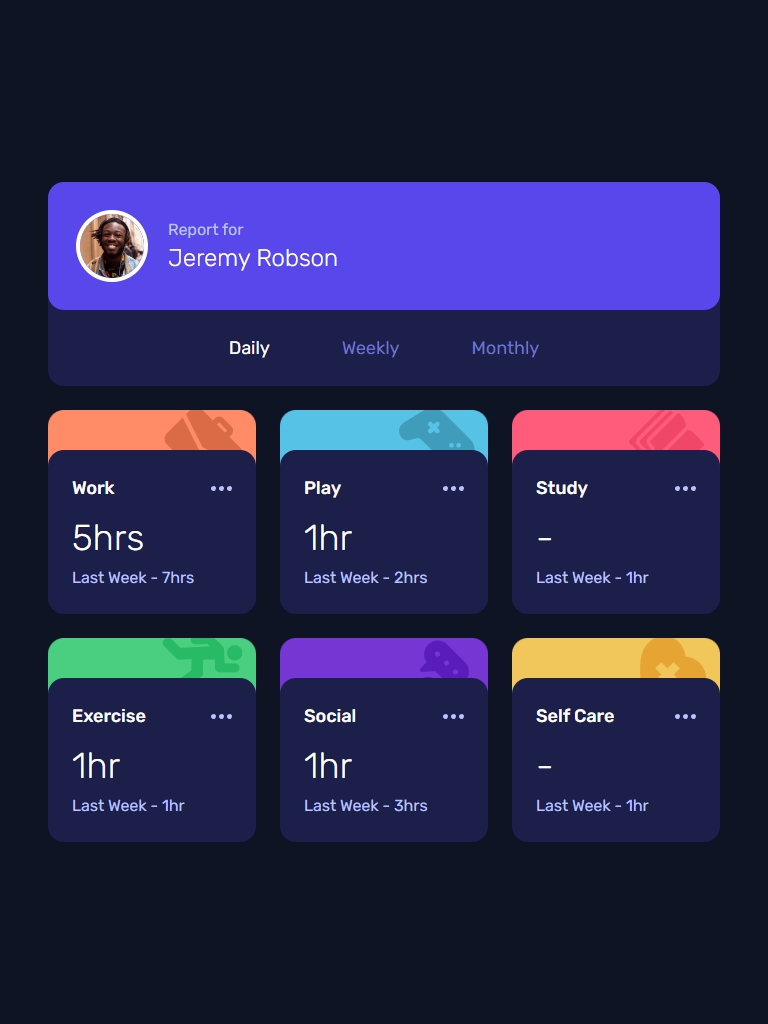 Report for
Jeremy Robson
Daily Weekly Monthly
Work
5hrs
Last Week - 7hrs
Play
1hr
Last Week - 2hrs
Study
-
Last Week - 1hr
Exercise
1hr
Last Week - 1hr
Social
1hr
Last Week - 3hrs
Self Care
-
Last Week - 1hr